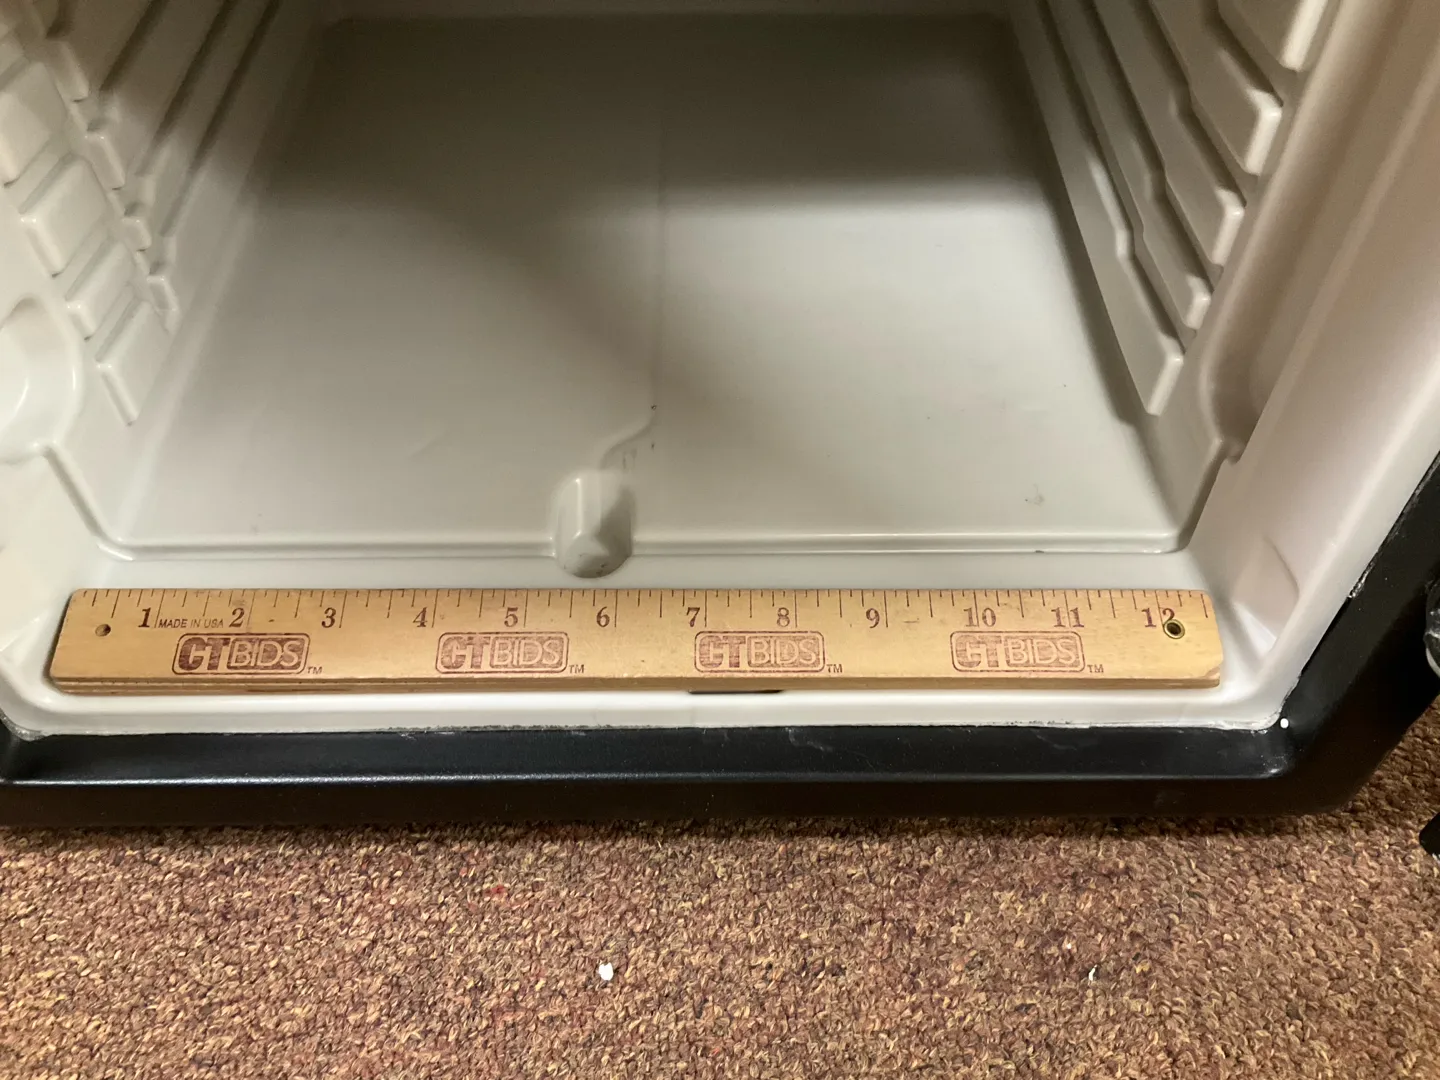 1 MADE IN USA 2 3 4 5 6 7 8 9 10 11 12
CTBIDS™ CTBIDS™ CTBIDS™ CTBIDS™